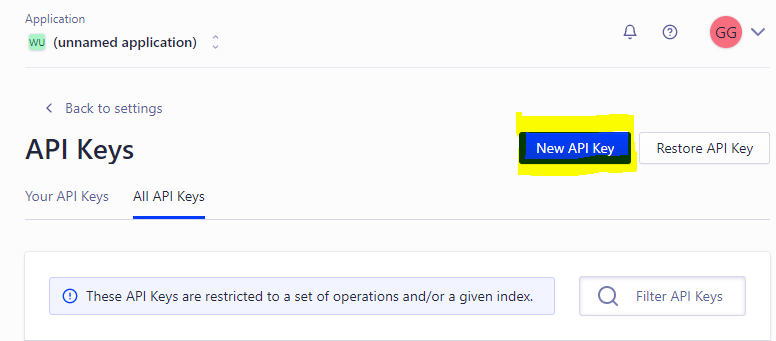 Application
WU (unnamed application)
GG
Back to settings
API Keys
New API Key
Restore API Key
Your API Keys
All API Keys
These API Keys are restricted to a set of operations and/or a given index.
Filter API Keys